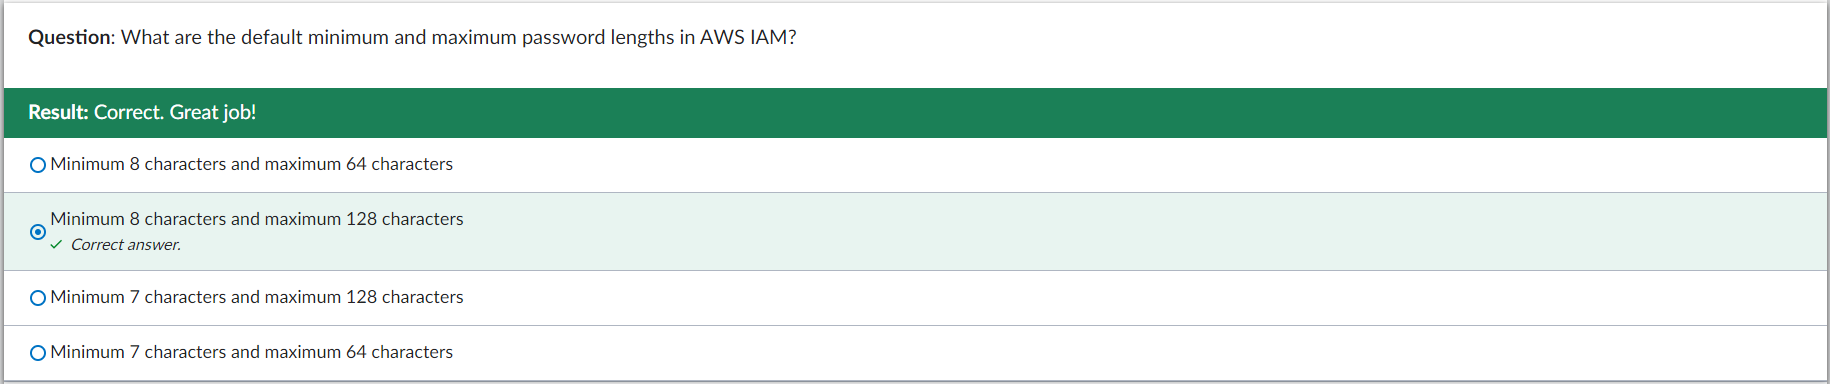 Question: What are the default minimum and maximum password lengths in AWS IAM?
Result: Correct. Great job!
Minimum 8 characters and maximum 64 characters
Minimum 8 characters and maximum 128 characters
✓ Correct answer.
Minimum 7 characters and maximum 128 characters
Minimum 7 characters and maximum 64 characters